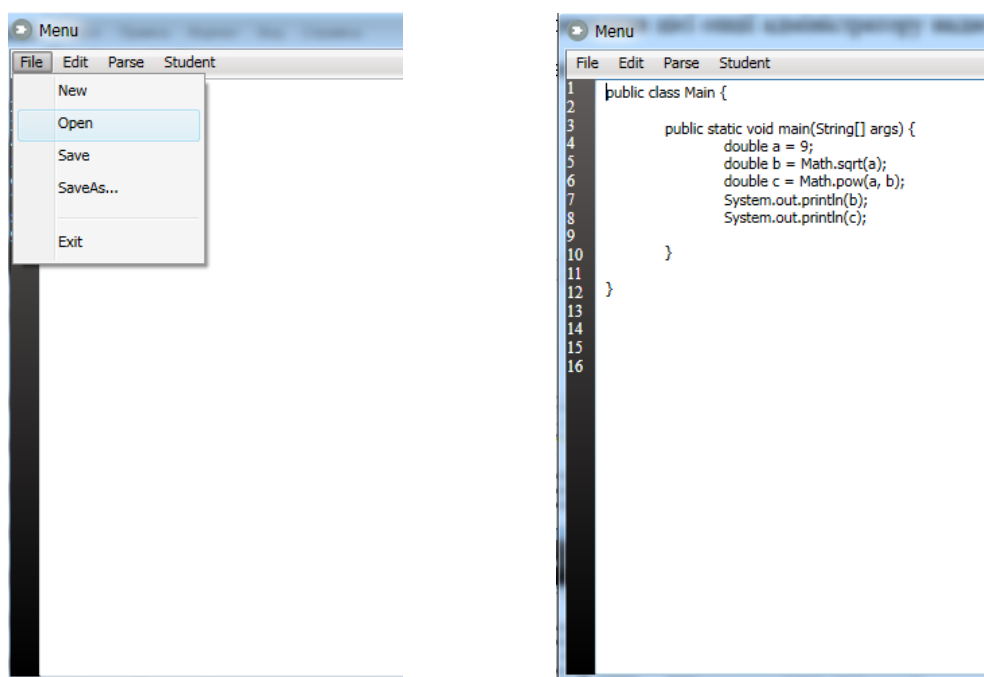 Menu
File Edit Parse Student
New
Open
Save
SaveAs...
Exit
Menu
File Edit Parse Student
1 public class Main {
2
3 public static void main(String[] args) {
4 double a = 9;
5 double b = Math.sqrt(a);
6 double c = Math.pow(a, b);
7 System.out.println(b);
8 System.out.println(c);
9
10 }
11
12 }
13
14
15
16